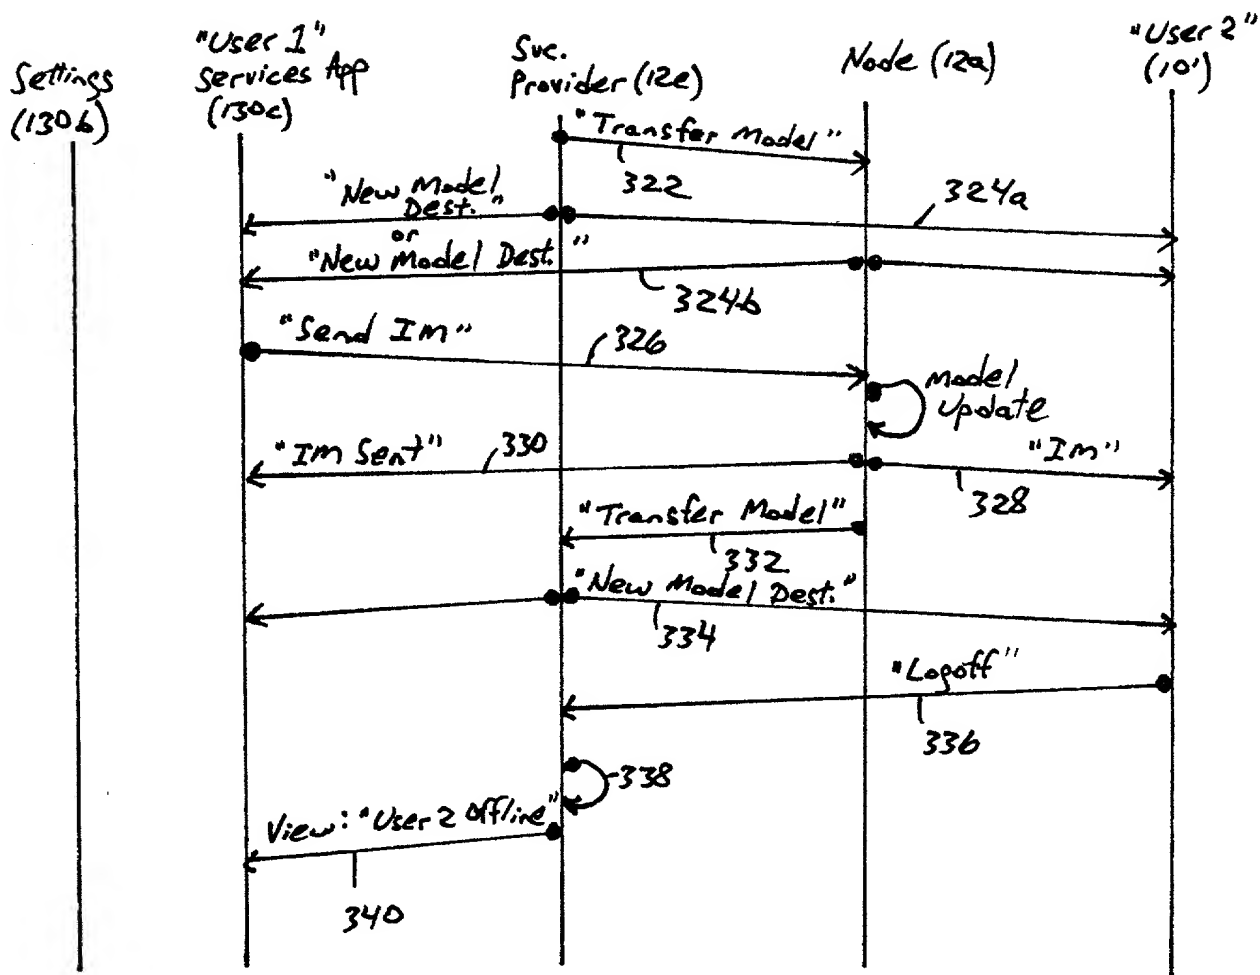 Settings
(130b)
"User 1"
Services App
(130c)
Svc.
Provider (12e)
Node (12a)
"User 2"
(10')
"Transfer Model"
322
"New Model
Dest."
324a
or
"New Model Dest."
324b
"Send Im"
326
Model
Update
"Im Sent"
330
"Im"
328
"Transfer Model"
332
"New Model Dest."
334
"Logoff"
336
338
View: "User 2 Offline"
340